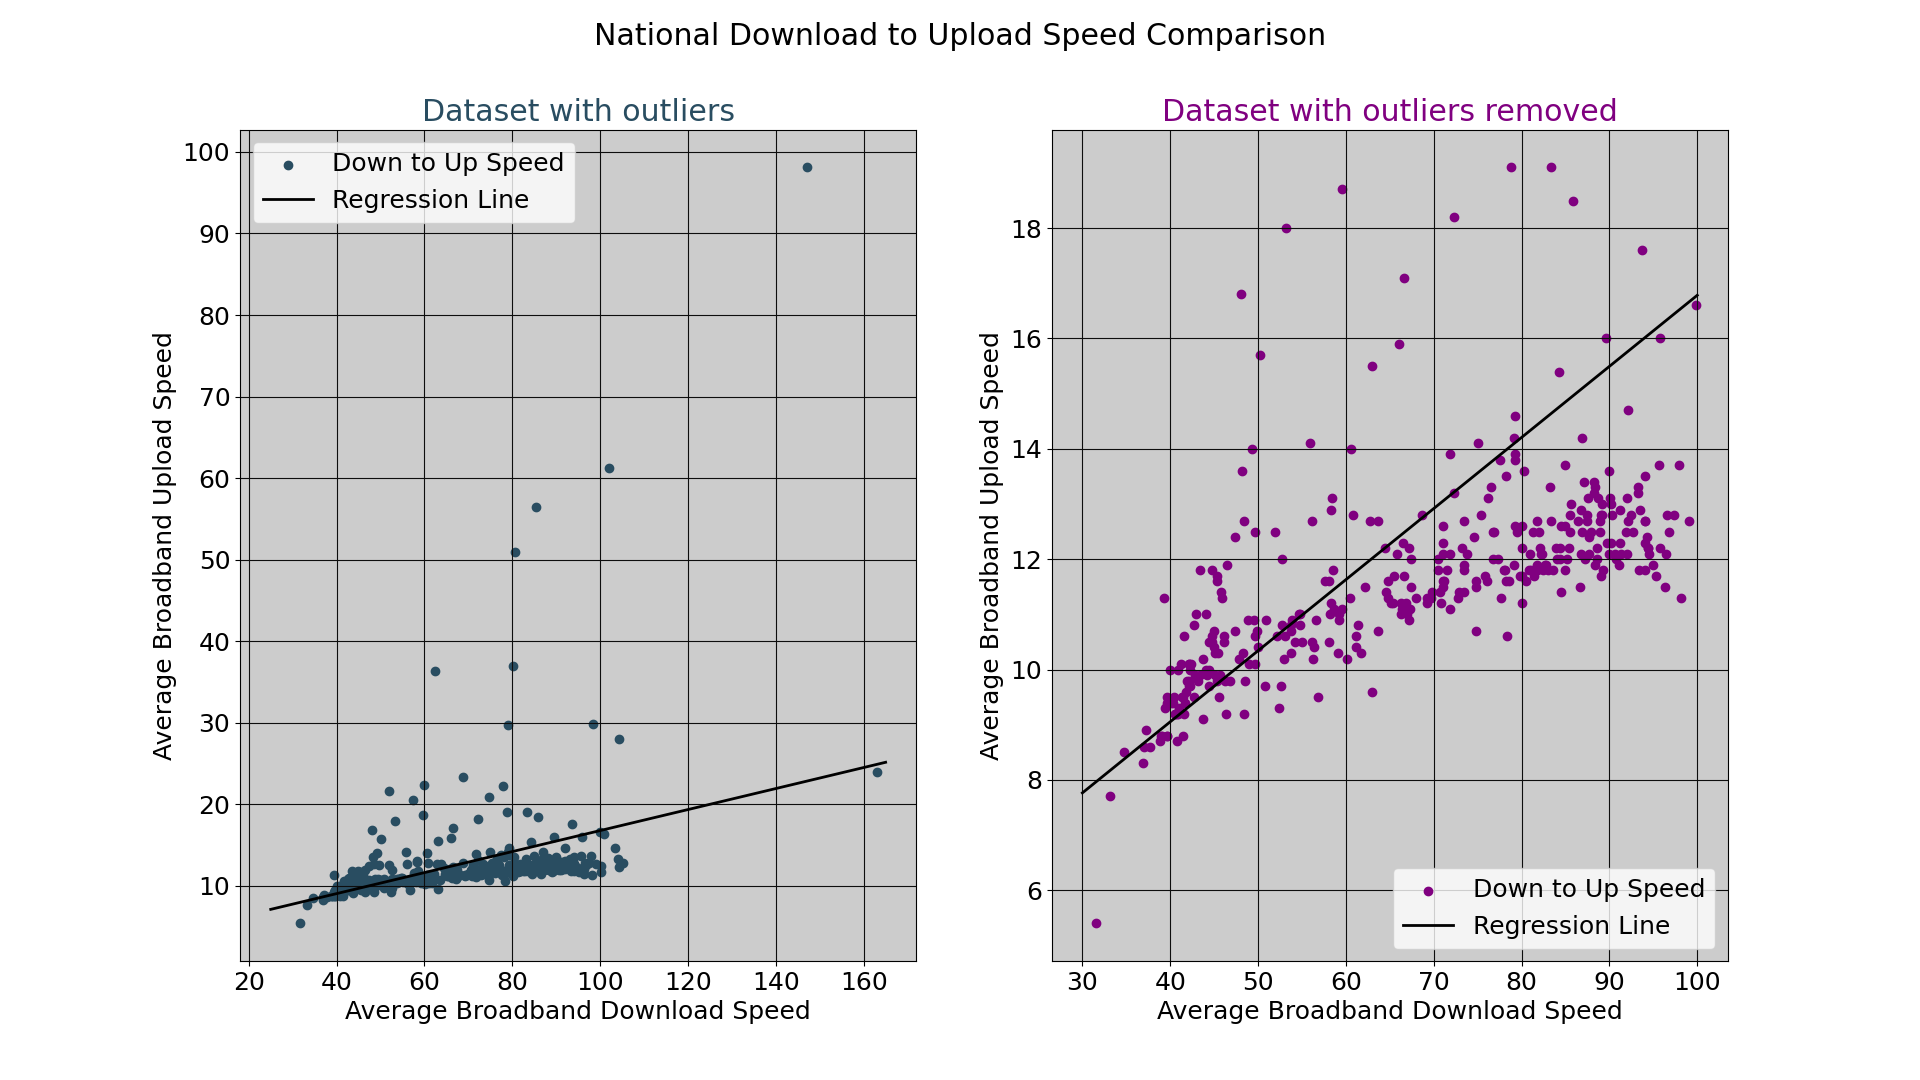 National Download to Upload Speed Comparison
Dataset with outliers
Down to Up Speed
Regression Line
Average Broadband Upload Speed
100
90
80
70
60
50
40
30
20
10
20 40 60 80 100 120 140 160
Average Broadband Download Speed
Dataset with outliers removed
Average Broadband Upload Speed
18
16
14
12
10
8
6
Down to Up Speed
Regression Line
30 40 50 60 70 80 90 100
Average Broadband Download Speed